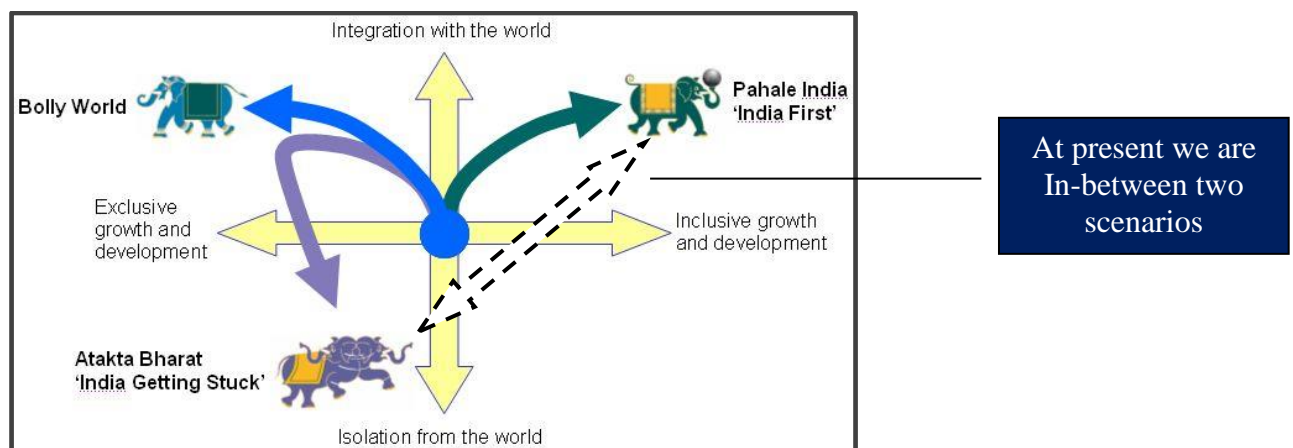 Integration with the world
Bolly World
Pahale India
'India First'
At present we are
In-between two
scenarios
Exclusive
growth and
development
Inclusive growth
and development
Atakta Bharat
'India Getting Stuck'
Isolation from the world